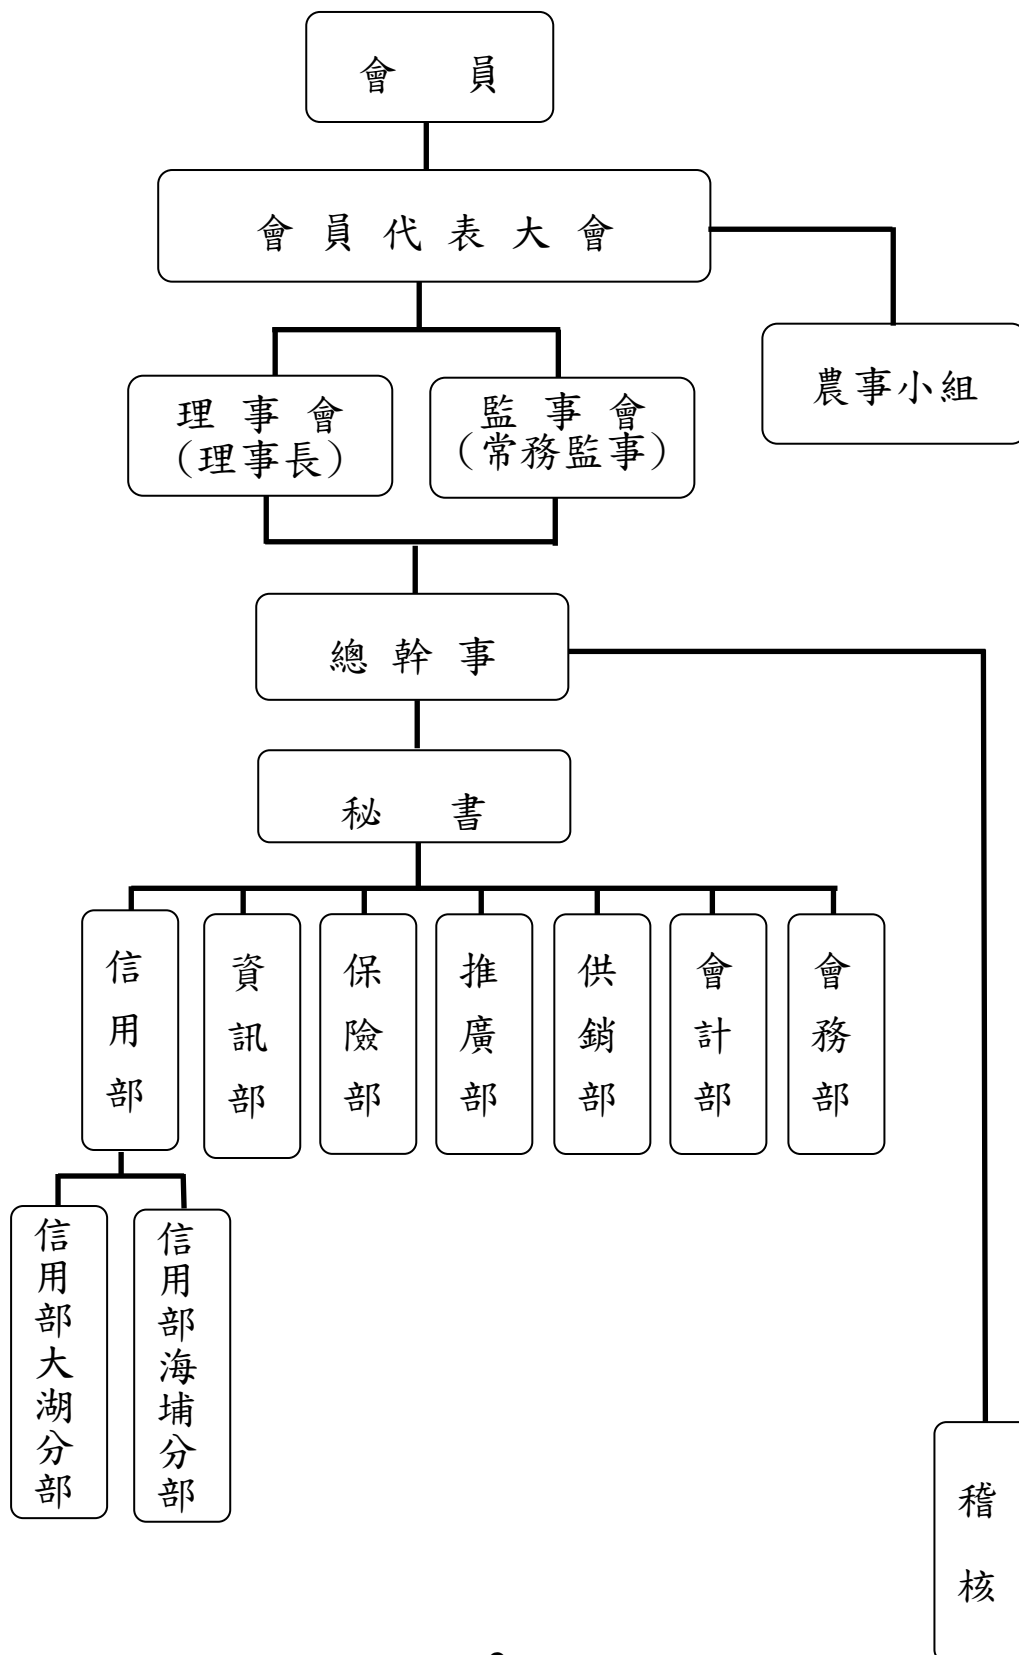 會員
會員代表大會
農事小組
理事會
(理事長)
監事會
(常務監事)
總幹事
秘書
信用部
資訊部
保險部
推廣部
供銷部
會計部
會務部
信用部大湖分部
信用部海埔分部
稽核